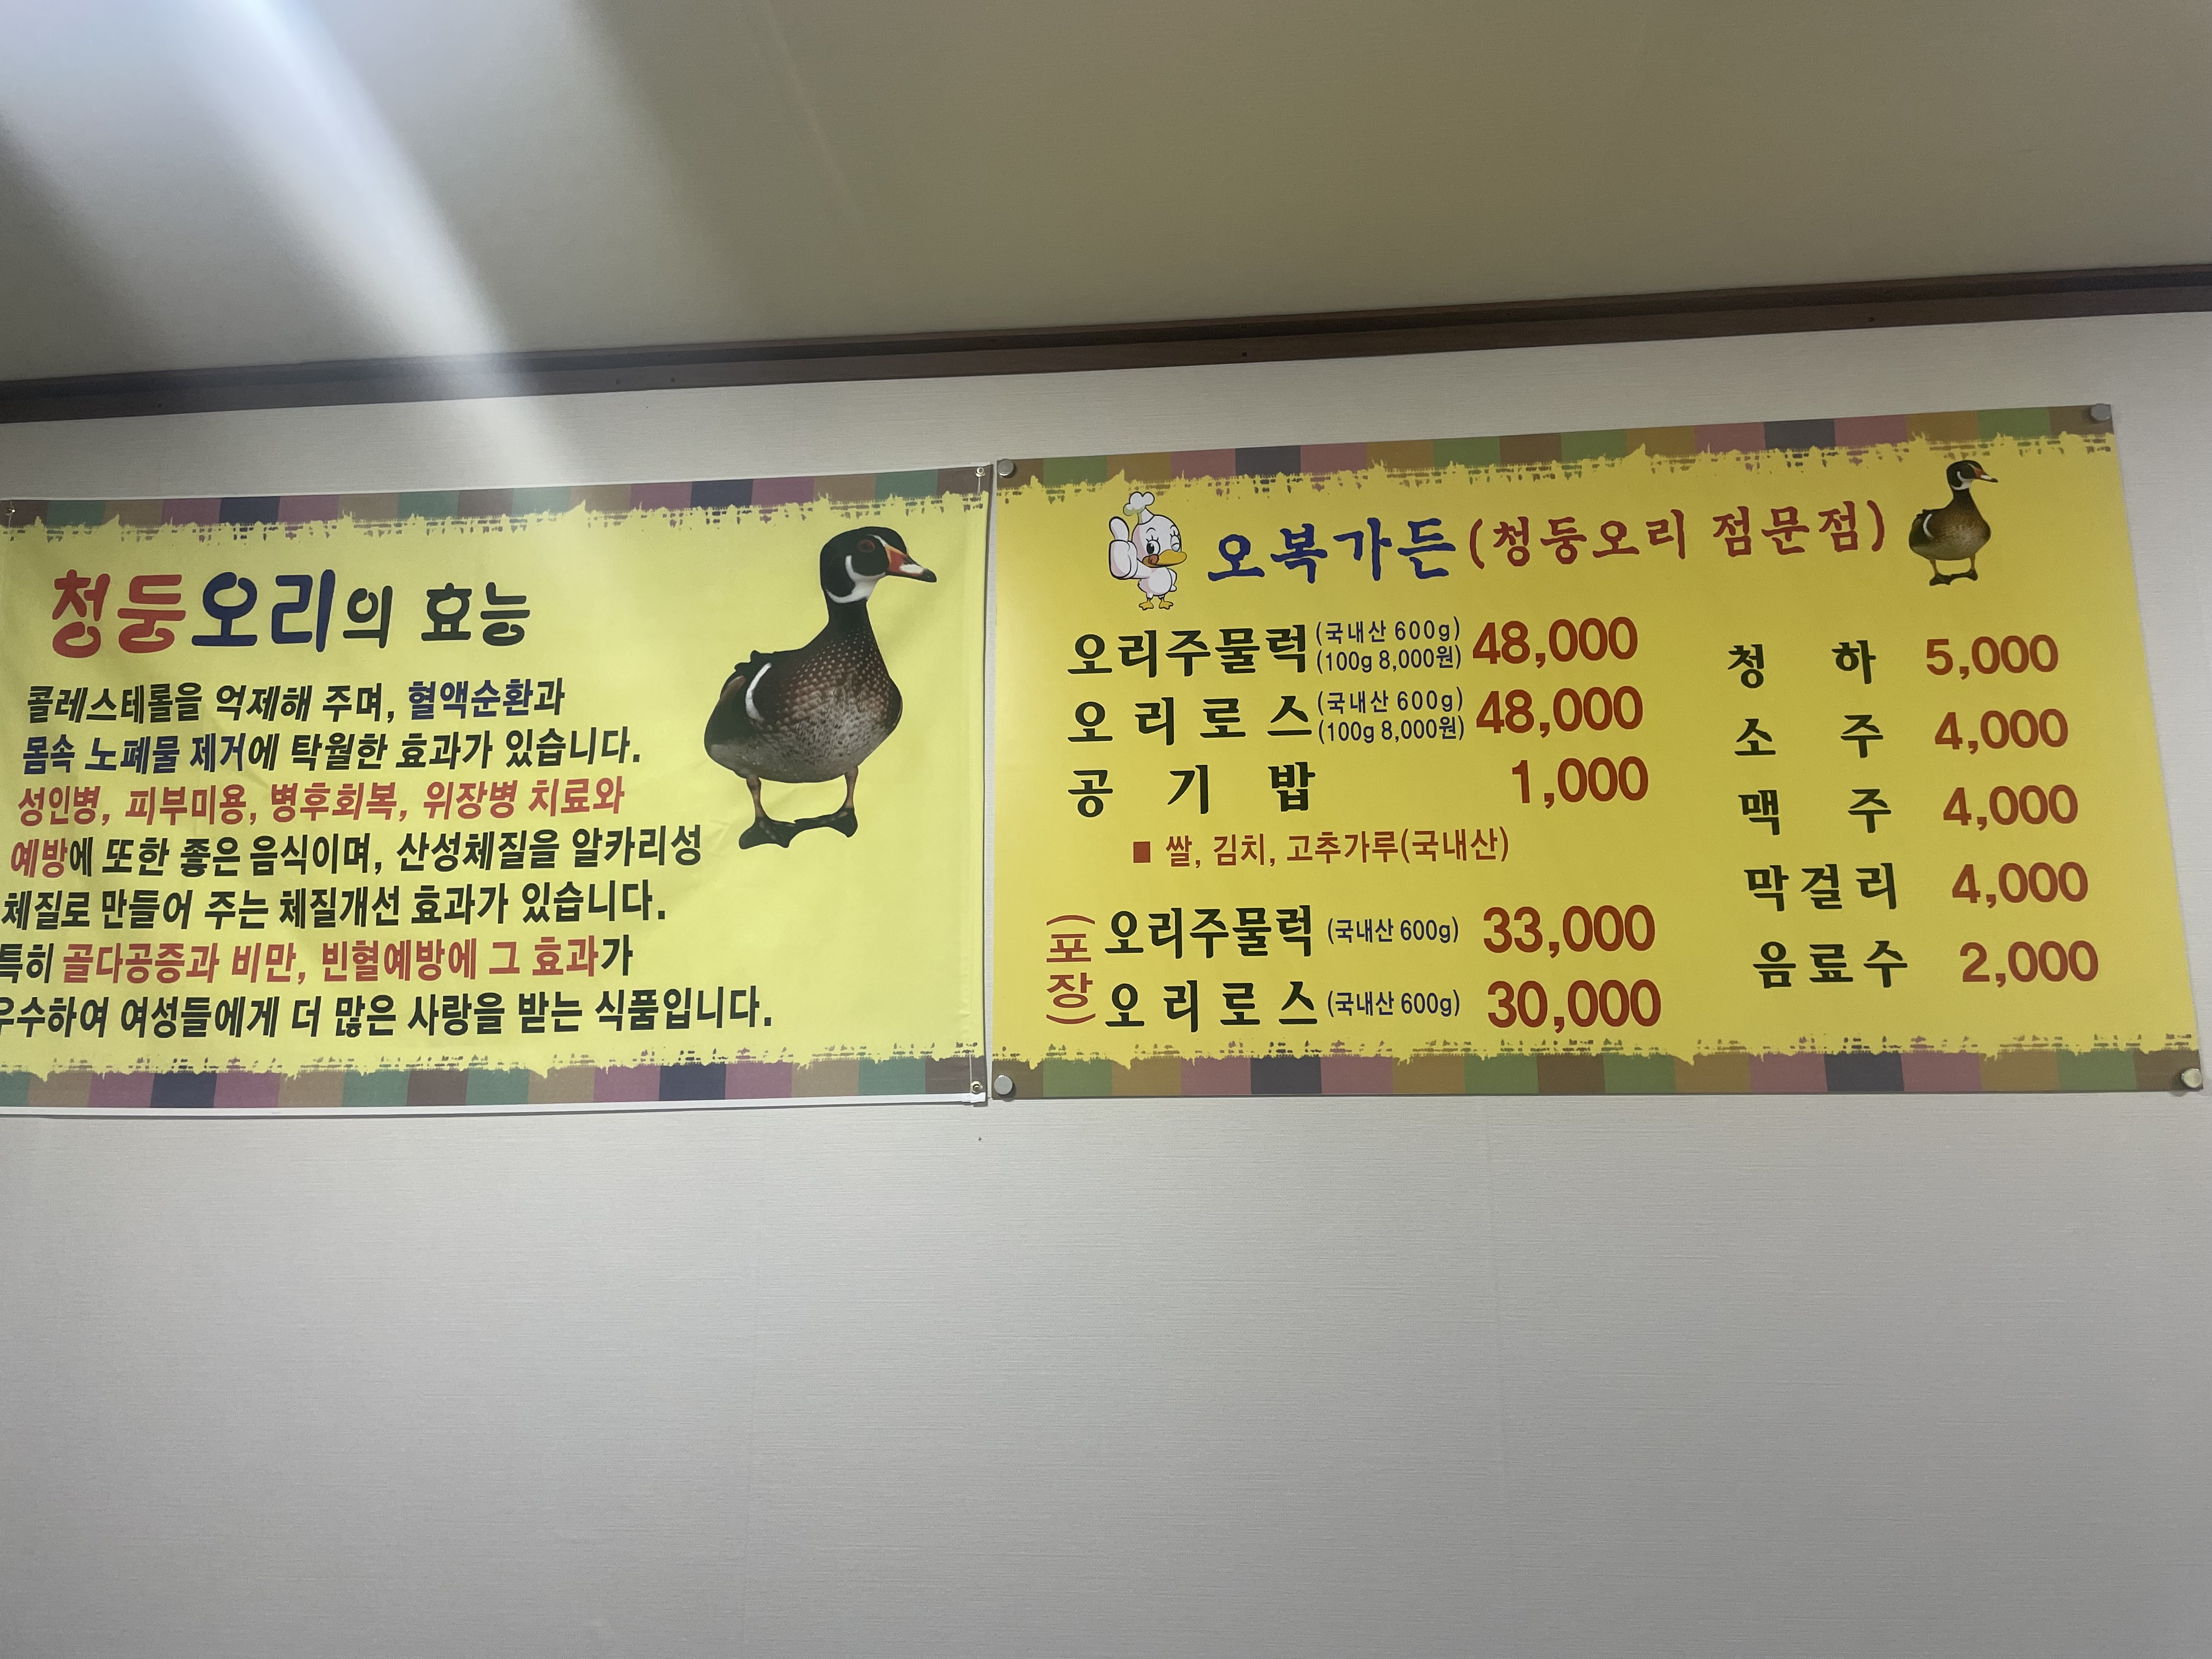 청둥오리의 효능
콜레스테롤을 억제해 주며, 혈액순환과
몸속 노폐물 제거에 탁월한 효과가 있습니다.
성인병, 피부미용, 병후회복, 위장병 치료와
예방에 또한 좋은 음식이며, 산성체질을 알카리성
체질로 만들어 주는 체질개선 효과가 있습니다.
특히 골다공증과 비만, 빈혈예방에 그 효과가
우수하여 여성들에게 더 많은 사랑을 받는 식품입니다.
오복가든 (청둥오리 점문점)
오리주물럭 (국내산 600g) (100g 8,000원) 48,000
오리로스 (국내산 600g) (100g 8,000원) 48,000
공기밥 1,000
■ 쌀, 김치, 고추가루(국내산)
(포장)
오리주물럭 (국내산 600g) 33,000
오리로스 (국내산 600g) 30,000
청하 5,000
소주 4,000
맥주 4,000
막걸리 4,000
음료수 2,000